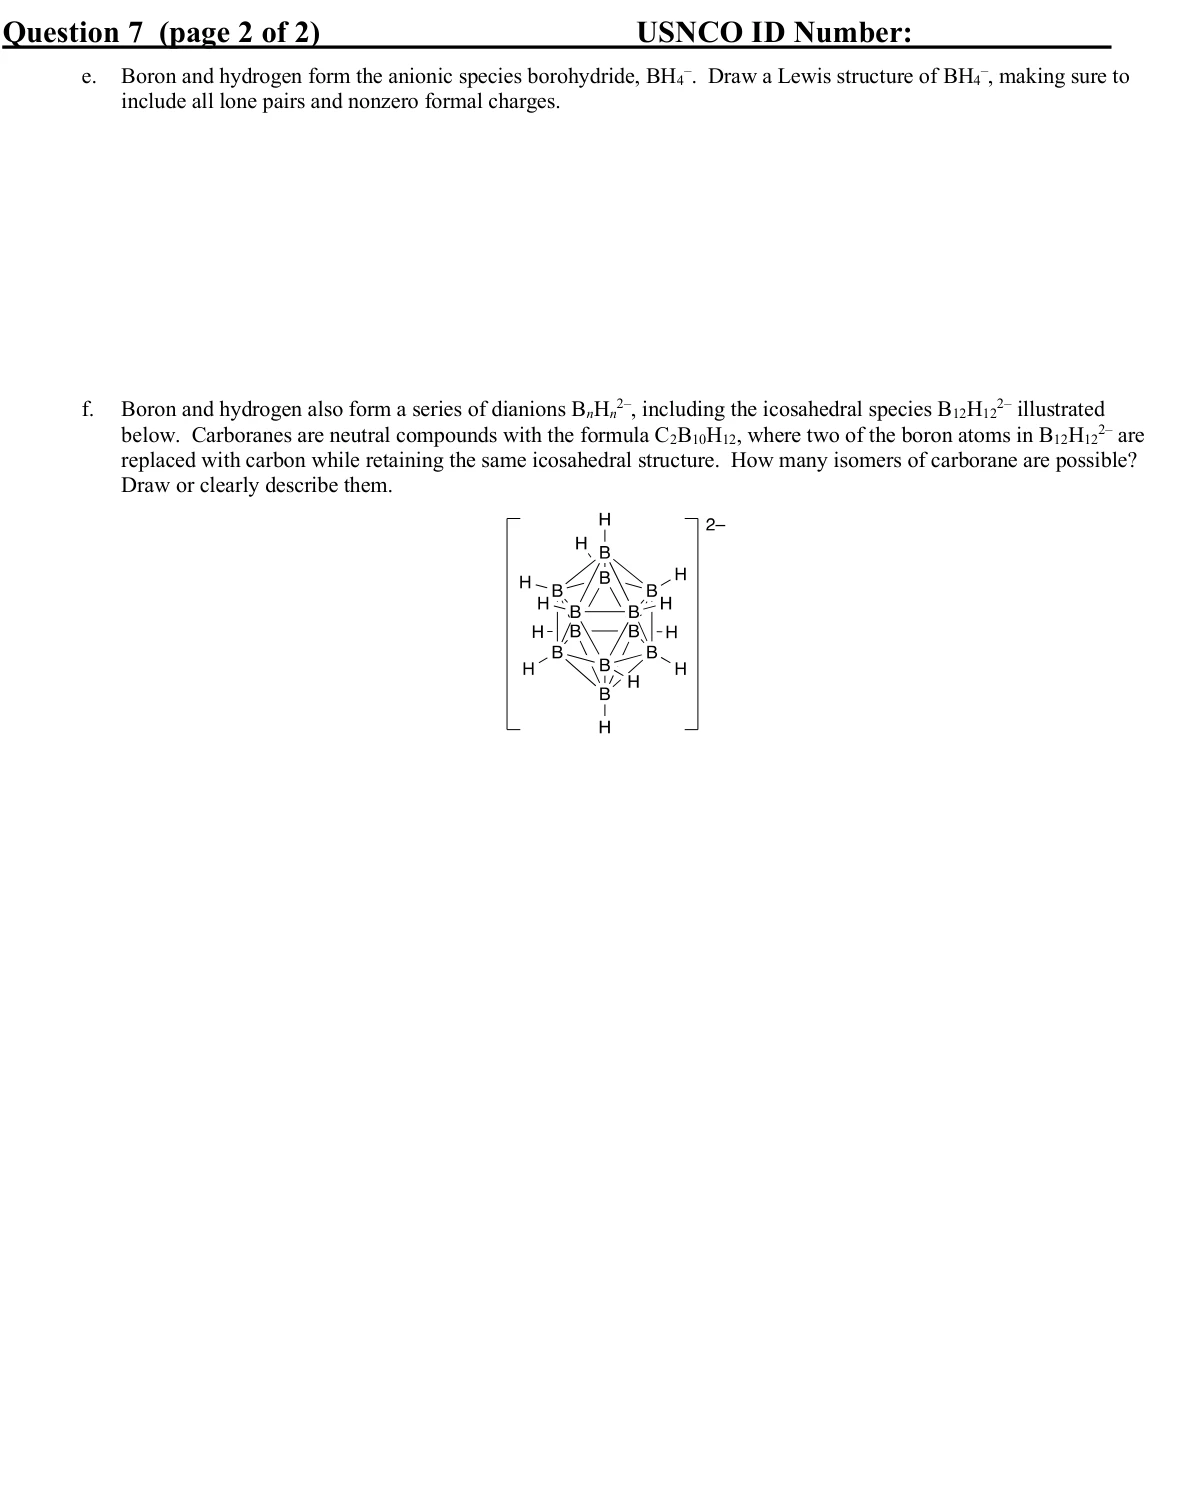 Question 7 (page 2 of 2) USNCO ID Number:
e. Boron and hydrogen form the anionic species borohydride, BH₄⁻. Draw a Lewis structure of BH₄⁻, making sure to
include all lone pairs and nonzero formal charges.
f. Boron and hydrogen also form a series of dianions BₙHₙ²⁻, including the icosahedral species B₁₂H₁₂²⁻ illustrated
below. Carboranes are neutral compounds with the formula C₂B₁₀H₁₂, where two of the boron atoms in B₁₂H₁₂²⁻ are
replaced with carbon while retaining the same icosahedral structure. How many isomers of carborane are possible?
Draw or clearly describe them.
H 2–
H B
H B B B H
H B B H
H B B H
H B B B H
B H
H